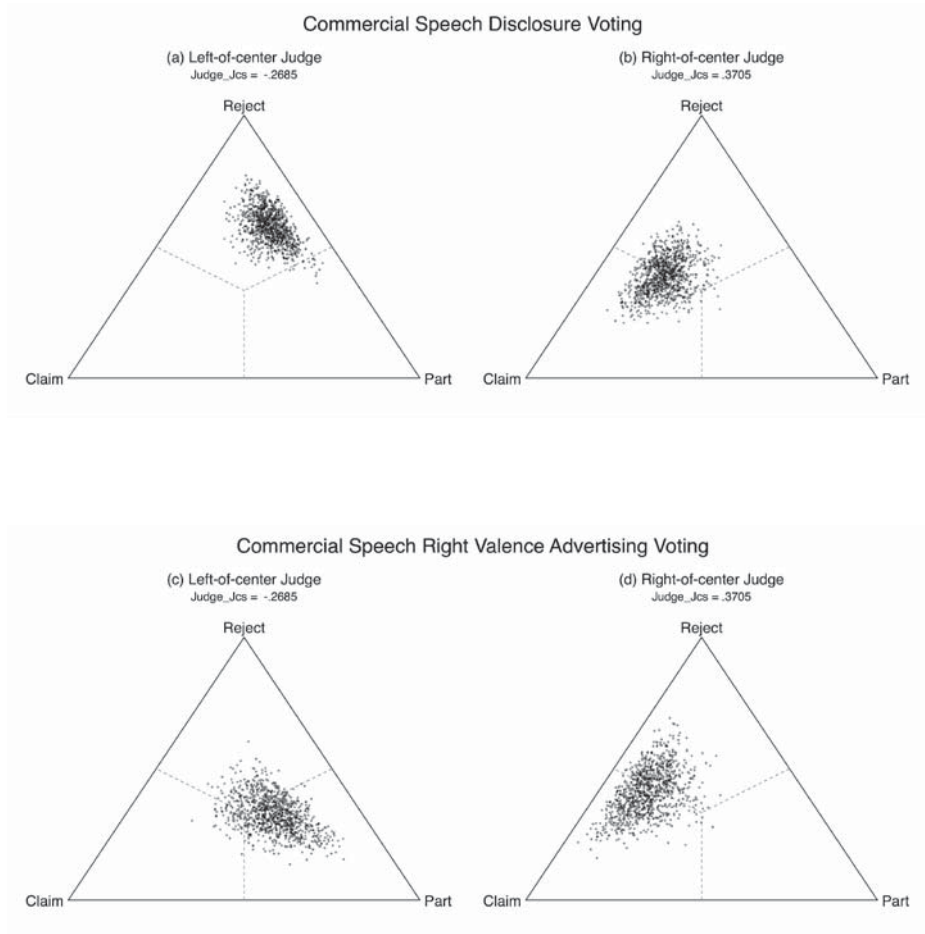 Commercial Speech Disclosure Voting
(a) Left-of-center Judge
Judge_Jcs = -.2685
(b) Right-of-center Judge
Judge_Jcs = .3705
Reject
Reject
Claim
Part
Claim
Part
Commercial Speech Right Valence Advertising Voting
(c) Left-of-center Judge
Judge_Jcs = -.2685
(d) Right-of-center Judge
Judge_Jcs = .3705
Reject
Reject
Claim
Part
Claim
Part